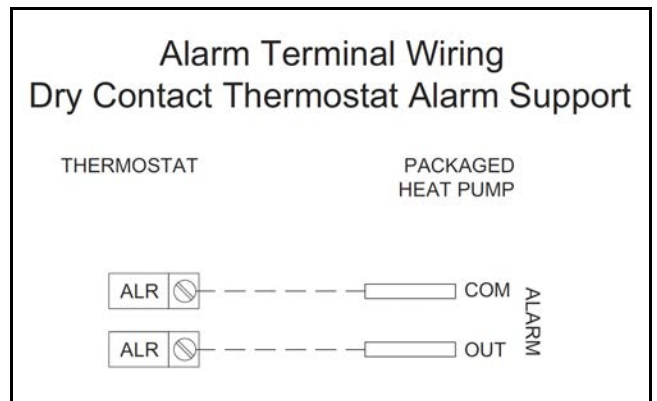 Alarm Terminal Wiring
Dry Contact Thermostat Alarm Support
THERMOSTAT
PACKAGED
HEAT PUMP
ALR
COM
ALR
OUT
ALARM